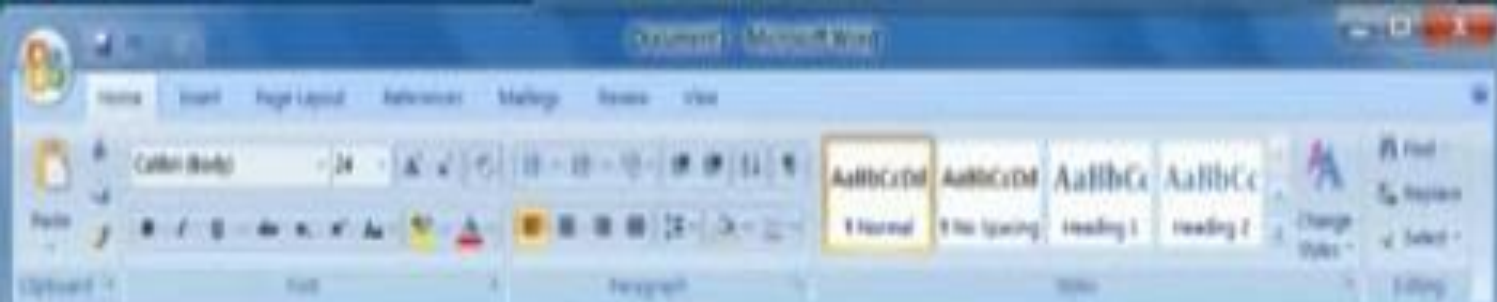 Document1 - Microsoft Word
Home Insert Page Layout References Mailings Review View
Calibri (Body) 24
Paste
AaBbCcDd AaBbCcDd AaBbCc AaBbCc
¶ Normal ¶ No Spacing Heading 1 Heading 2
Change Styles
Find
Replace
Select
Clipboard Font Paragraph Styles Editing